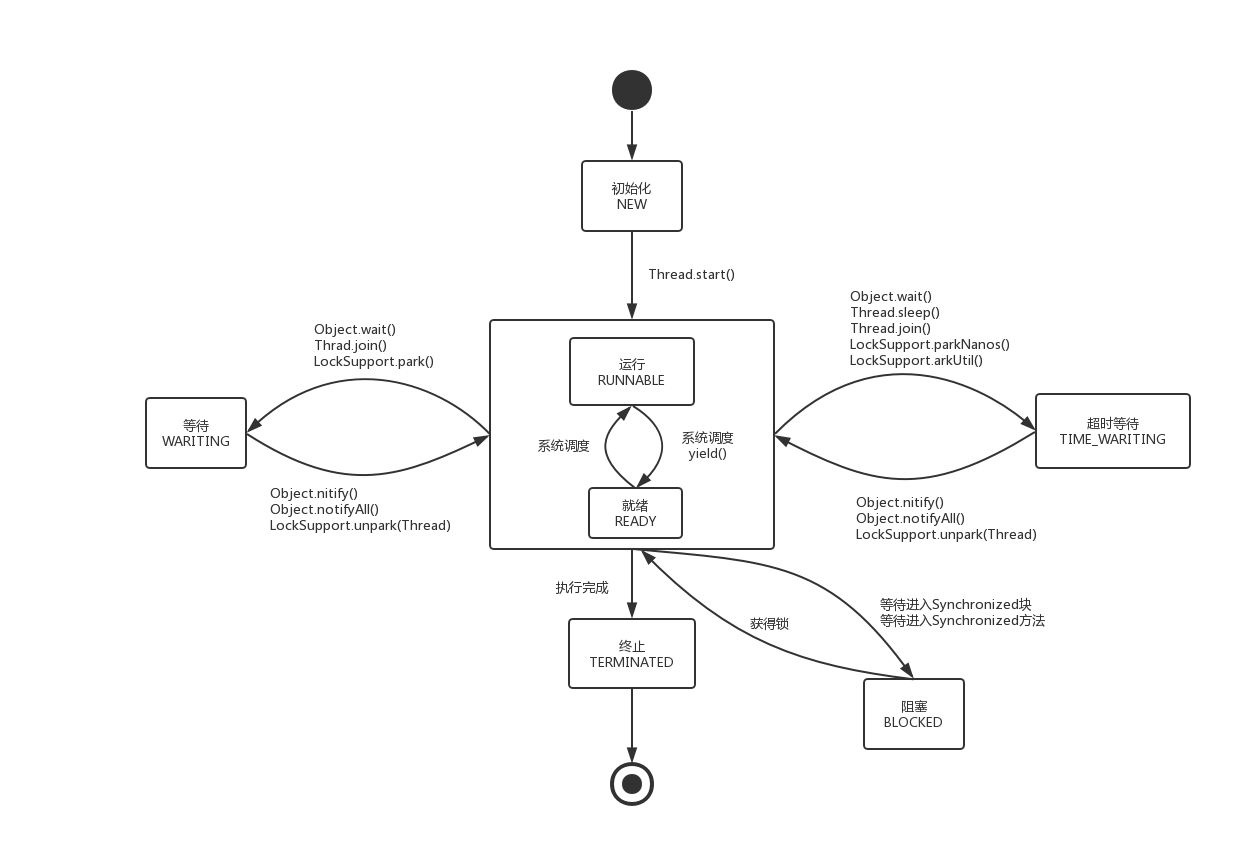 初始化
NEW
Thread.start()
Object.wait()
Thrad.join()
LockSupport.park()
等待
WARITING
Object.nitify()
Object.notifyAll()
LockSupport.unpark(Thread)
运行
RUNNABLE
系统调度
系统调度
yield()
就绪
READY
Object.wait()
Thread.sleep()
Thread.join()
LockSupport.parkNanos()
LockSupport.arkUtil()
超时等待
TIME_WARITING
Object.nitify()
Object.notifyAll()
LockSupport.unpark(Thread)
执行完成
终止
TERMINATED
获得锁
等待进入Synchronized块
等待进入Synchronized方法
阻塞
BLOCKED